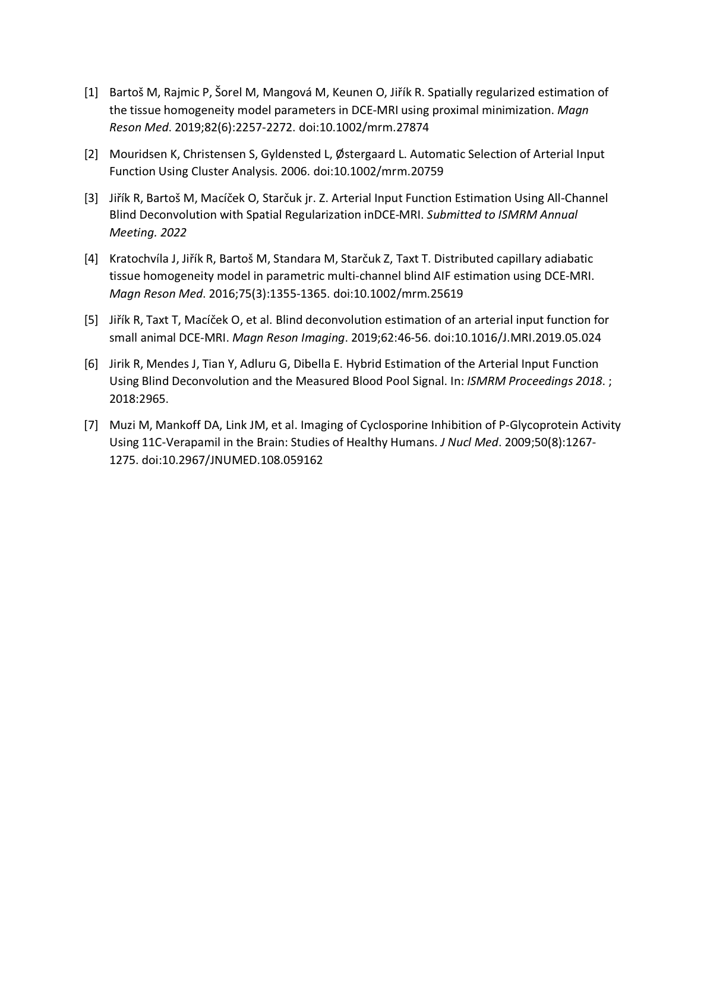 [1] Bartoš M, Rajmic P, Šorel M, Mangová M, Keunen O, Jiřík R. Spatially regularized estimation of
the tissue homogeneity model parameters in DCE-MRI using proximal minimization. Magn
Reson Med. 2019;82(6):2257-2272. doi:10.1002/mrm.27874
[2] Mouridsen K, Christensen S, Gyldensted L, Østergaard L. Automatic Selection of Arterial Input
Function Using Cluster Analysis. 2006. doi:10.1002/mrm.20759
[3] Jiřík R, Bartoš M, Macíček O, Starčuk jr. Z. Arterial Input Function Estimation Using All-Channel
Blind Deconvolution with Spatial Regularization inDCE-MRI. Submitted to ISMRM Annual
Meeting. 2022
[4] Kratochvíla J, Jiřík R, Bartoš M, Standara M, Starčuk Z, Taxt T. Distributed capillary adiabatic
tissue homogeneity model in parametric multi-channel blind AIF estimation using DCE-MRI.
Magn Reson Med. 2016;75(3):1355-1365. doi:10.1002/mrm.25619
[5] Jiřík R, Taxt T, Macíček O, et al. Blind deconvolution estimation of an arterial input function for
small animal DCE-MRI. Magn Reson Imaging. 2019;62:46-56. doi:10.1016/J.MRI.2019.05.024
[6] Jirik R, Mendes J, Tian Y, Adluru G, Dibella E. Hybrid Estimation of the Arterial Input Function
Using Blind Deconvolution and the Measured Blood Pool Signal. In: ISMRM Proceedings 2018. ;
2018:2965.
[7] Muzi M, Mankoff DA, Link JM, et al. Imaging of Cyclosporine Inhibition of P-Glycoprotein Activity
Using 11C-Verapamil in the Brain: Studies of Healthy Humans. J Nucl Med. 2009;50(8):1267-
1275. doi:10.2967/JNUMED.108.059162